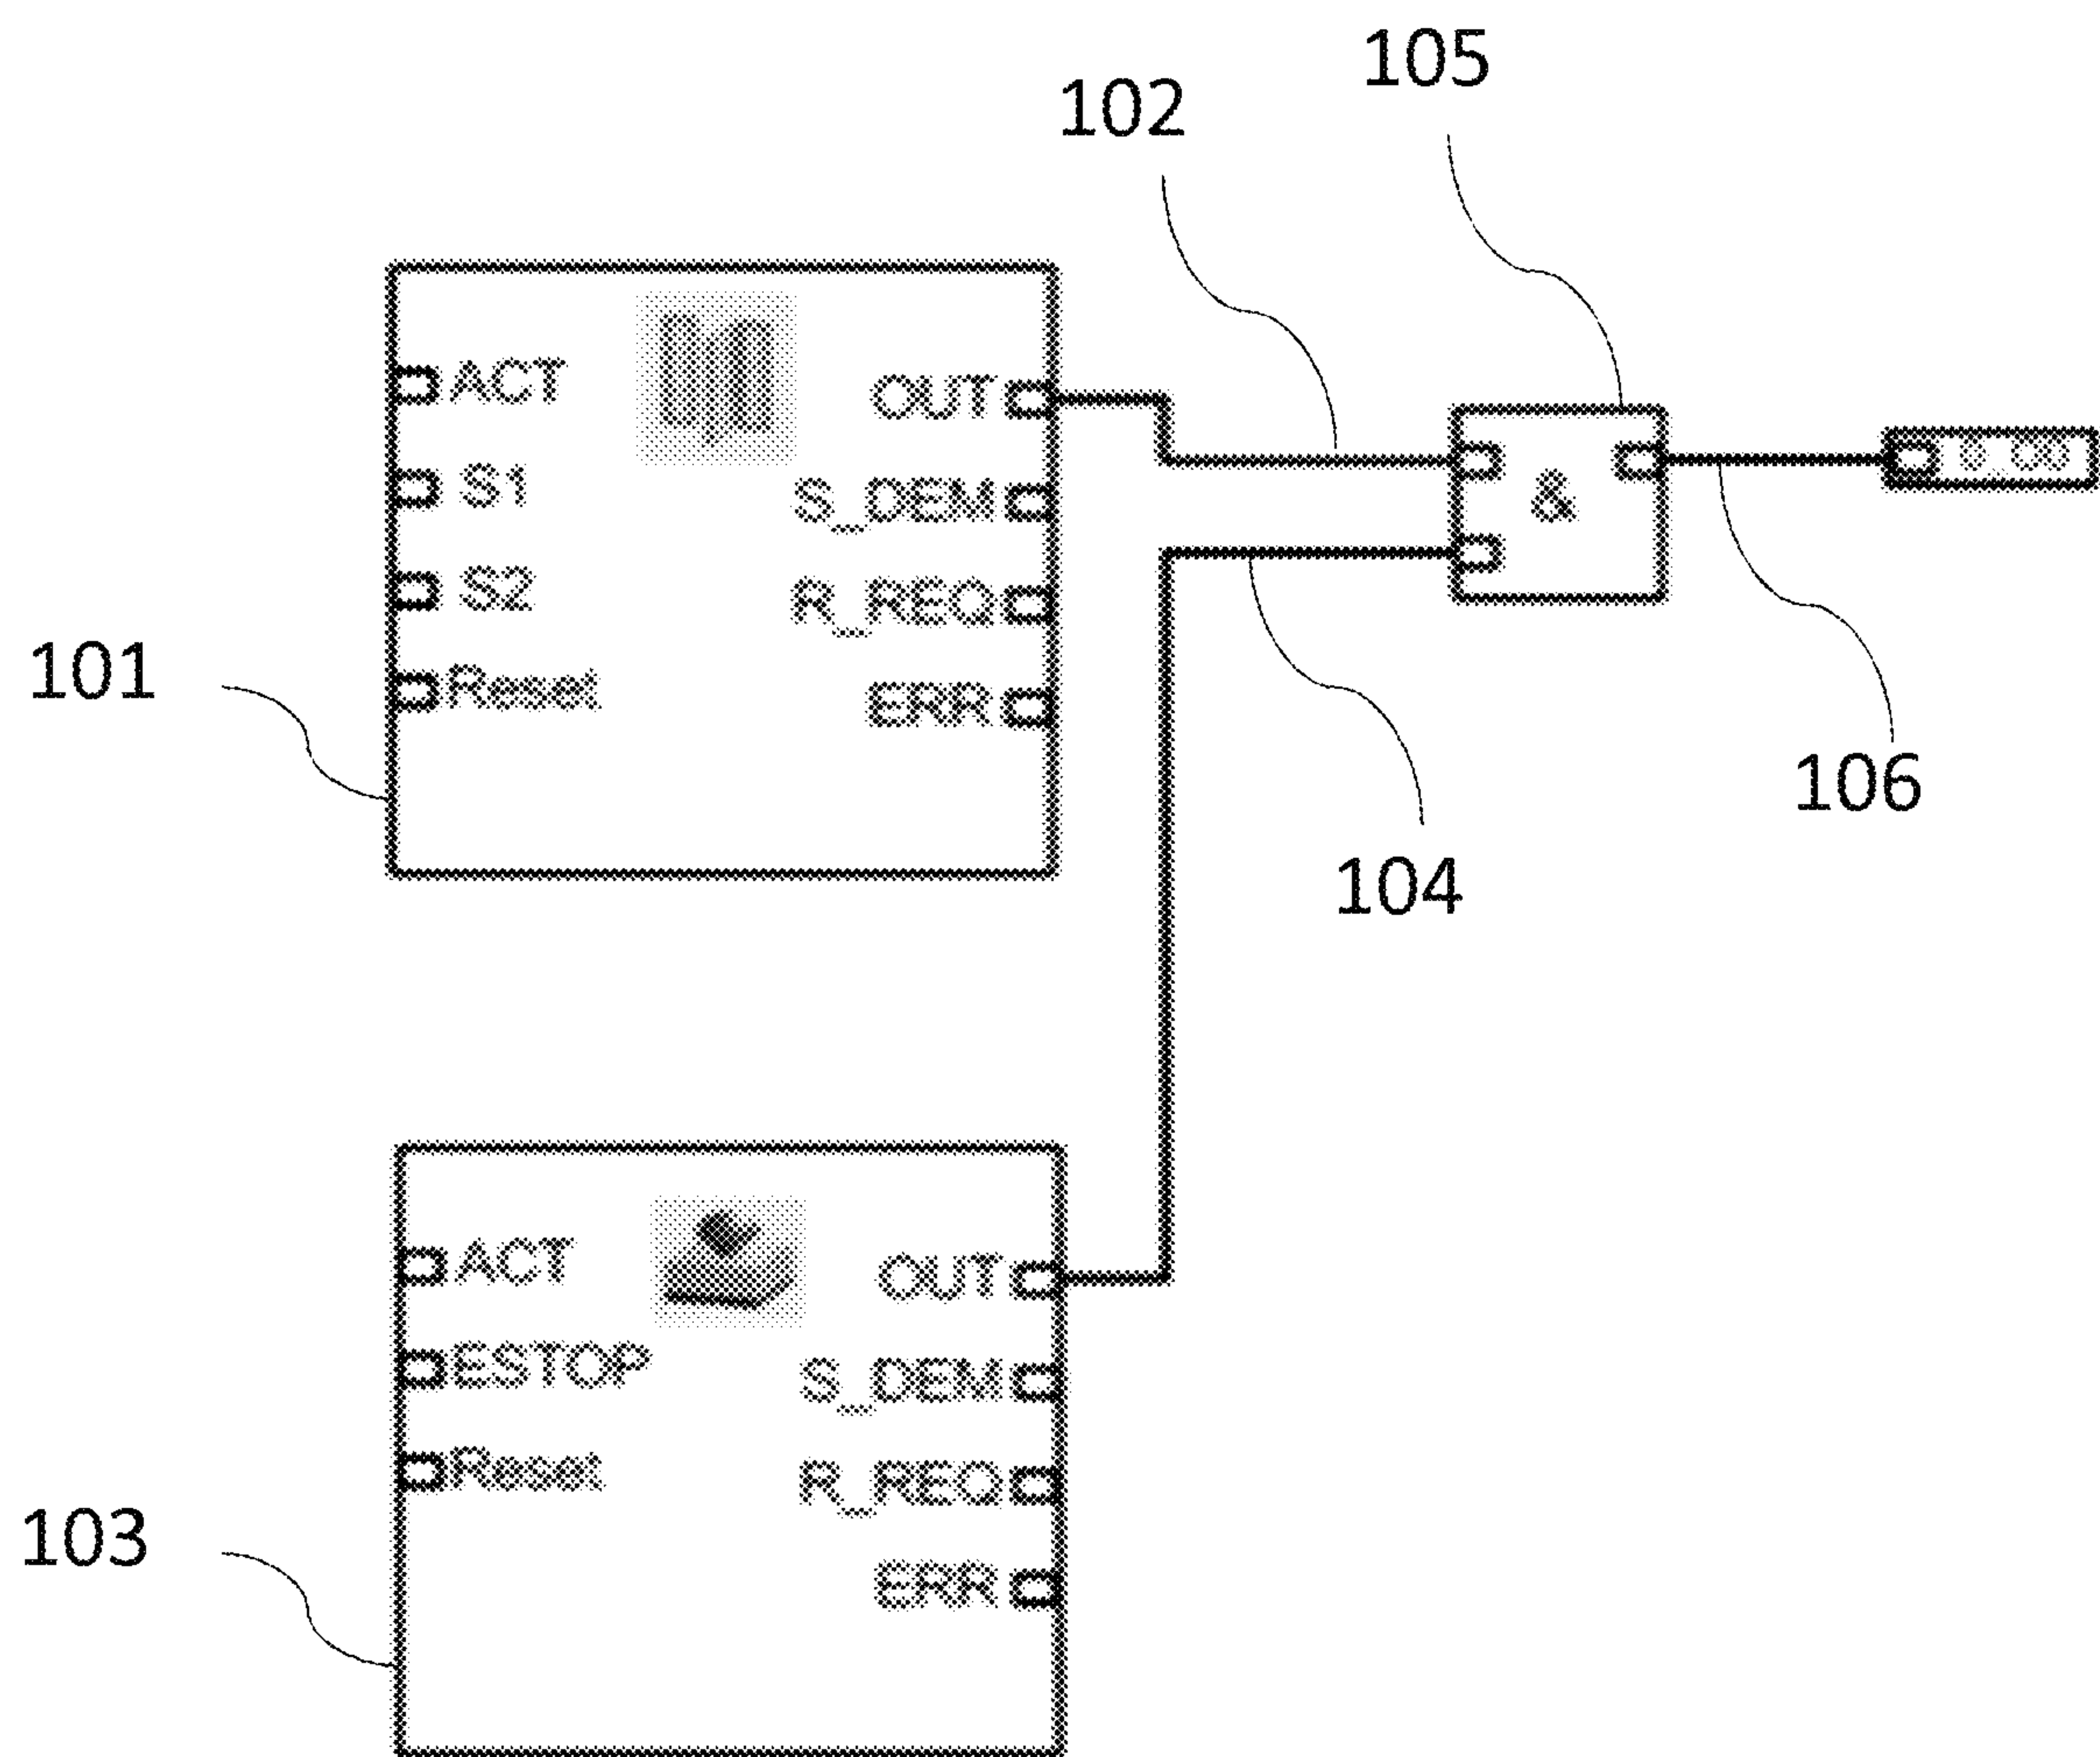 105
102
ACT
OUT
S1
S_DEM
&
S2
R_REQ
101
Reset
ERR
106
104
ACT
OUT
ESTOP
S_DEM
Reset
R_REQ
103
ERR